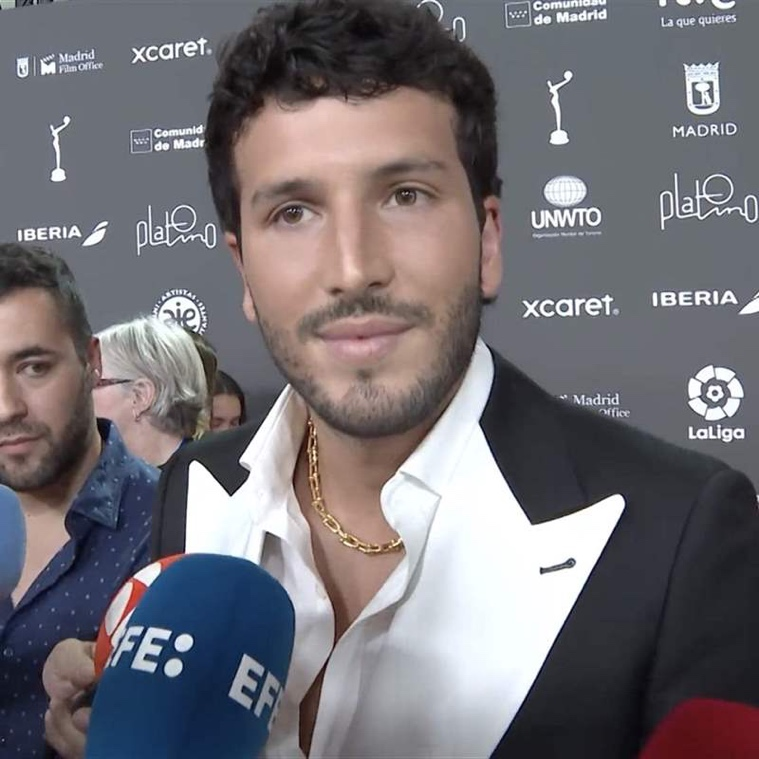 Comunidad
de Madrid
La que quieres
Madrid
Film Office
xcaret®
MADRID
Comunidad
de Madrid
UNWTO
platino
IBERIA
platino
xcaret®
IBERIA
Madrid
Film Office
LaLiga
EFE:
EFE: